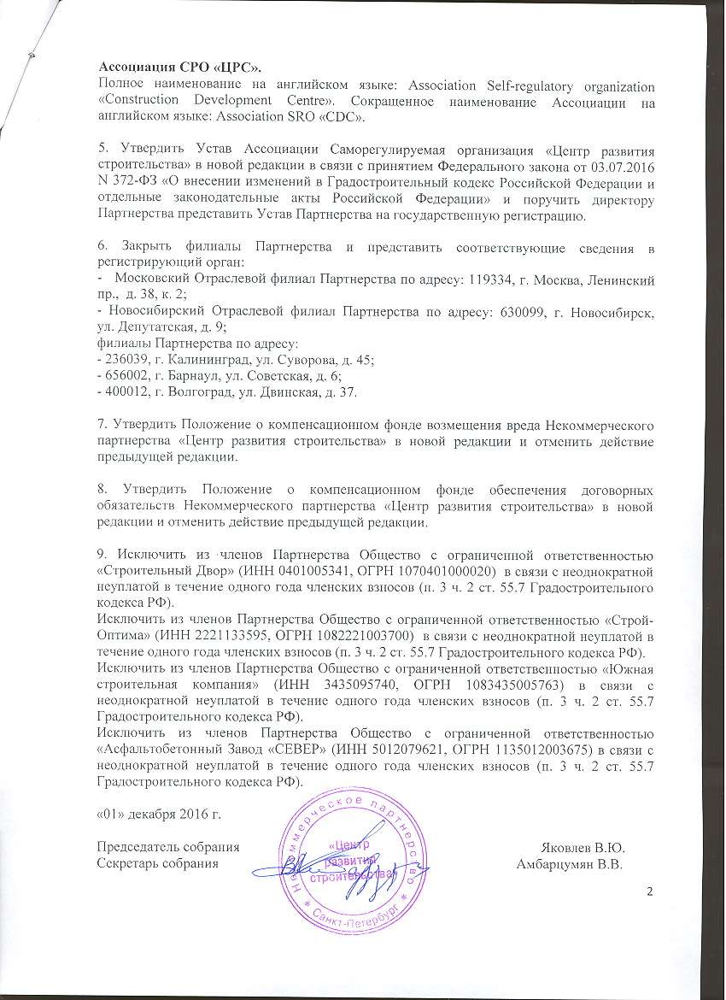 Ассоциация СРО «ЦРС».
Полное наименование на английском языке: Association Self-regulatory organization
«Construction Development Centre». Сокращенное наименование Ассоциации на
английском языке: Association SRO «CDC».
5. Утвердить Устав Ассоциации Саморегулируемая организация «Центр развития
строительства» в новой редакции в связи с принятием Федерального закона от 03.07.2016
N 372-ФЗ «О внесении изменений в Градостроительный кодекс Российской Федерации и
отдельные законодательные акты Российской Федерации» и поручить директору
Партнерства представить Устав Партнерства на государственную регистрацию.
6. Закрыть филиалы Партнерства и представить соответствующие сведения в
регистрирующий орган:
- Московский Отраслевой филиал Партнерства по адресу: 119334, г. Москва, Ленинский
пр., д. 38, к. 2;
- Новосибирский Отраслевой филиал Партнерства по адресу: 630099, г. Новосибирск,
ул. Депутатская, д. 9;
филиалы Партнерства по адресу:
- 236039, г. Калининград, ул. Суворова, д. 45;
- 656002, г. Барнаул, ул. Советская, д. 6;
- 400012, г. Волгоград, ул. Двинская, д. 37.
7. Утвердить Положение о компенсационном фонде возмещения вреда Некоммерческого
партнерства «Центр развития строительства» в новой редакции и отменить действие
предыдущей редакции.
8. Утвердить Положение о компенсационном фонде обеспечения договорных
обязательств Некоммерческого партнерства «Центр развития строительства» в новой
редакции и отменить действие предыдущей редакции.
9. Исключить из членов Партнерства Общество с ограниченной ответственностью
«Строительный Двор» (ИНН 0401005341, ОГРН 1070401000020) в связи с неоднократной
неуплатой в течение одного года членских взносов (п. 3 ч. 2 ст. 55.7 Градостроительного
кодекса РФ).
Исключить из членов Партнерства Общество с ограниченной ответственностью «Строй-
Оптима» (ИНН 2221133595, ОГРН 1082221003700) в связи с неоднократной неуплатой в
течение одного года членских взносов (п. 3 ч. 2 ст. 55.7 Градостроительного кодекса РФ).
Исключить из членов Партнерства Общество с ограниченной ответственностью «Южная
строительная компания» (ИНН 3435095740, ОГРН 1083435005763) в связи с
неоднократной неуплатой в течение одного года членских взносов (п. 3 ч. 2 ст. 55.7
Градостроительного кодекса РФ).
Исключить из членов Партнерства Общество с ограниченной ответственностью
«Асфальтобетонный Завод «СЕВЕР» (ИНН 5012079621, ОГРН 1135012003675) в связи с
неоднократной неуплатой в течение одного года членских взносов (п. 3 ч. 2 ст. 55.7
Градостроительного кодекса РФ).
«01» декабря 2016 г.
Председатель собрания Яковлев В.Ю.
Секретарь собрания Амбарцумян В.В.
Некоммерческое партнерство
«Центр
развития
строительства»
* Санкт-Петербург *
2